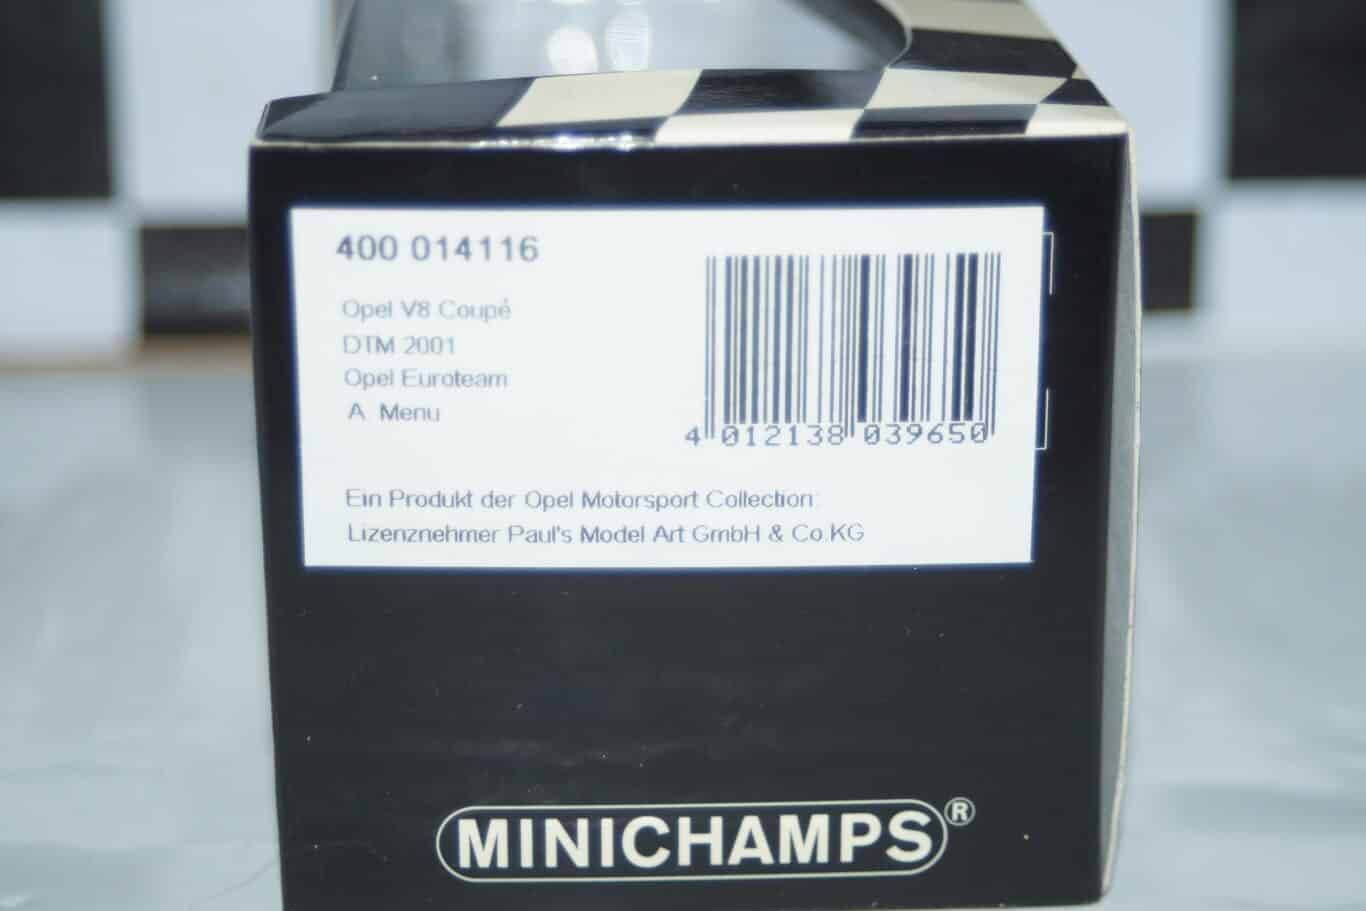 400 014116
Opel V8 Coupé
DTM 2001
Opel Euroteam
A. Menu
4 012138 039650
Ein Produkt der Opel Motorsport Collection:
Lizenznehmer Paul's Model Art GmbH & Co.KG
MINICHAMPS®